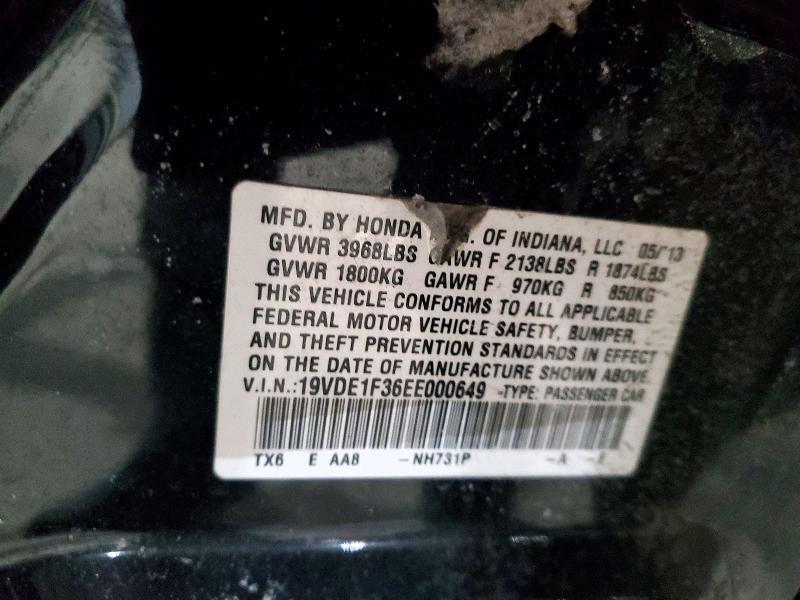 MFD. BY HONDA G. OF INDIANA, LLC 05/13
GVWR 3968LBS GAWR F 2138LBS R 1874LBS
GVWR 1800KG GAWR F 970KG R 850KG
THIS VEHICLE CONFORMS TO ALL APPLICABLE
FEDERAL MOTOR VEHICLE SAFETY, BUMPER,
AND THEFT PREVENTION STANDARDS IN EFFECT
ON THE DATE OF MANUFACTURE SHOWN ABOVE.
V.I.N.:19VDE1F36EE000649 -TYPE: PASSENGER CAR
TX6 E AA8 -NH731P -A